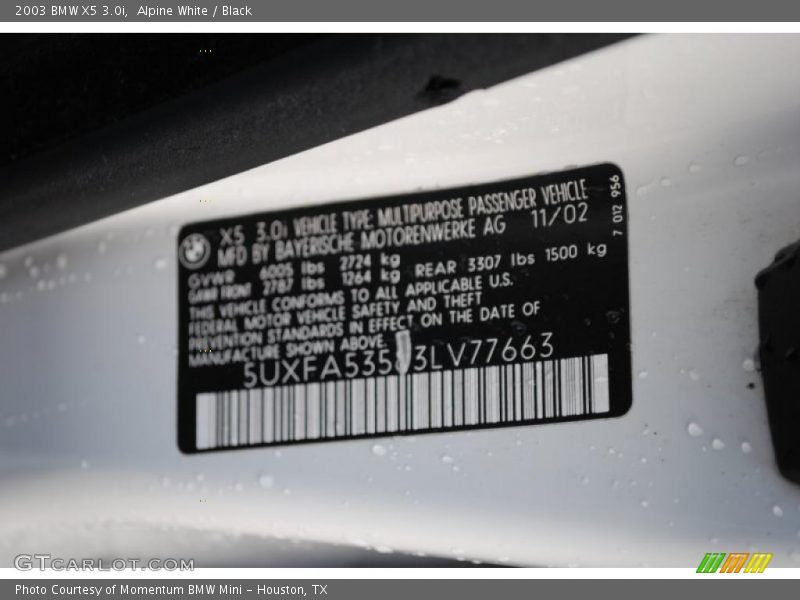 2003 BMW X5 3.0i,  Alpine White / Black
X5 3.0i VEHICLE TYPE: MULTIPURPOSE PASSENGER VEHICLE
MFD BY BAYERISCHE MOTORENWERKE AG 11/02
GVWR 6005 lbs 2724 kg
GAWR FRONT 2787 lbs 1264 kg REAR 3307 lbs 1500 kg
THIS VEHICLE CONFORMS TO ALL APPLICABLE U.S.
FEDERAL MOTOR VEHICLE SAFETY AND THEFT
PREVENTION STANDARDS IN EFFECT ON THE DATE OF
MANUFACTURE SHOWN ABOVE
7 012 956
GTCARLOT.COM
Photo Courtesy of Momentum BMW Mini - Houston, TX